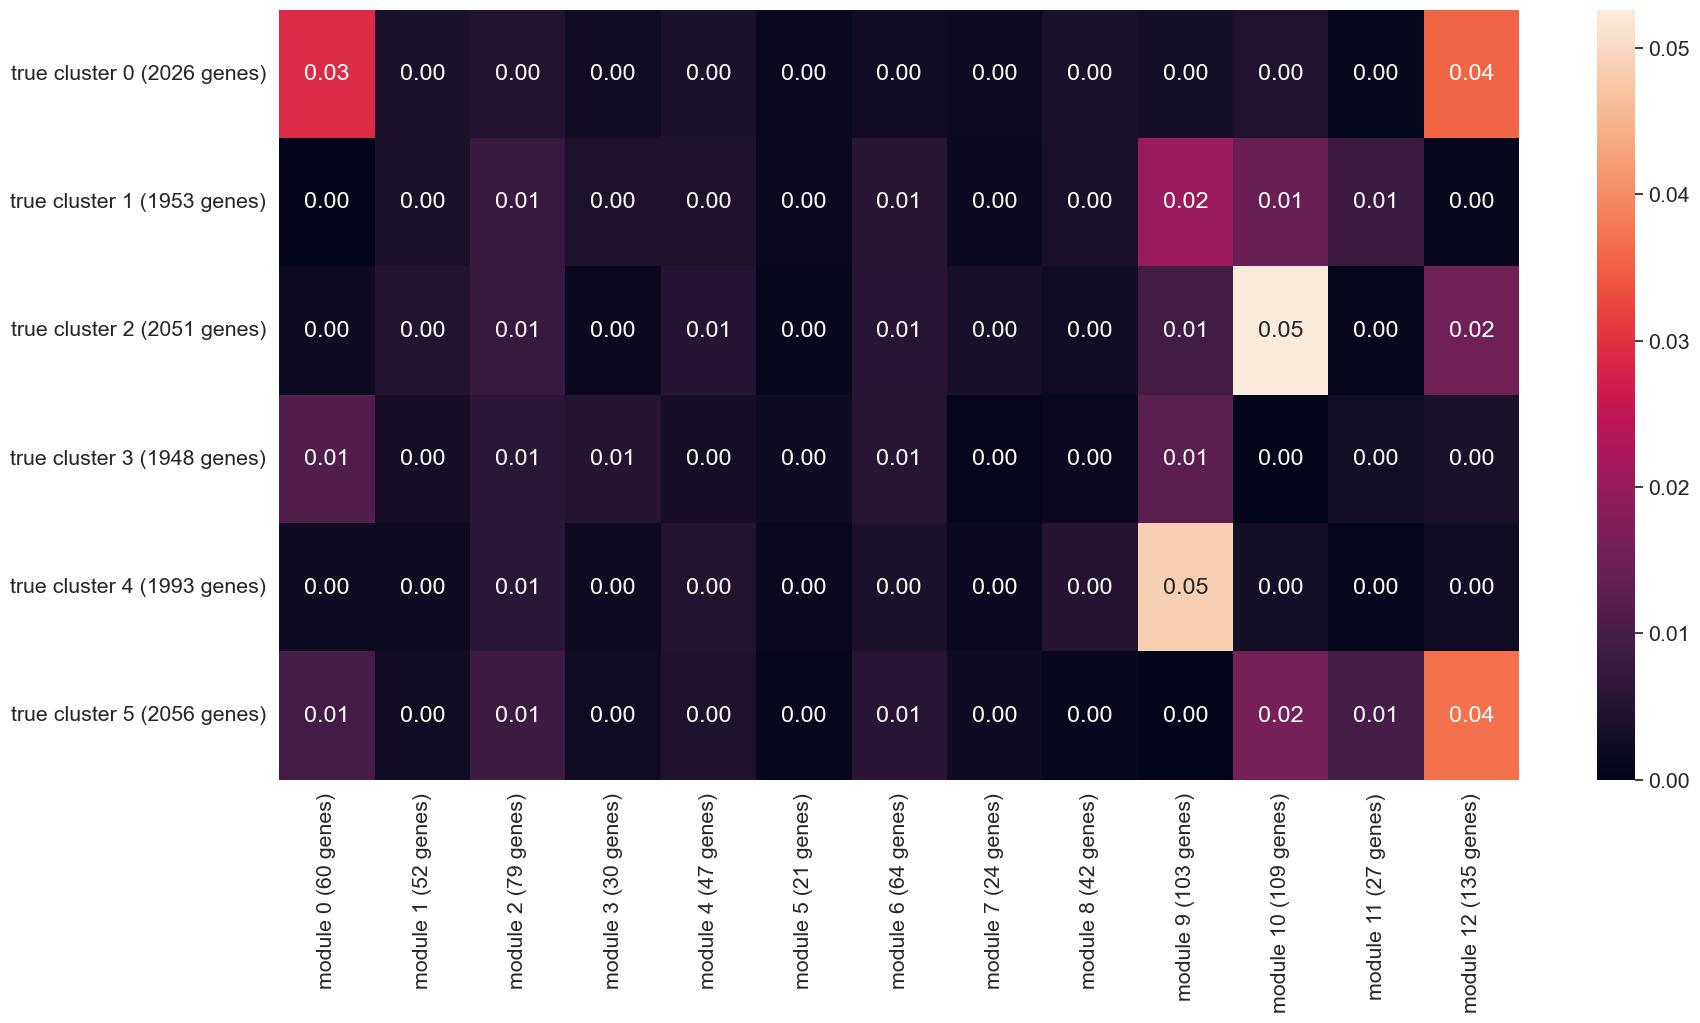 true cluster 0 (2026 genes) 0.03 0.00 0.00 0.00 0.00 0.00 0.00 0.00 0.00 0.00 0.00 0.00 0.04
true cluster 1 (1953 genes) 0.00 0.00 0.01 0.00 0.00 0.00 0.01 0.00 0.00 0.02 0.01 0.01 0.00
true cluster 2 (2051 genes) 0.00 0.00 0.01 0.00 0.01 0.00 0.01 0.00 0.00 0.01 0.05 0.00 0.02
true cluster 3 (1948 genes) 0.01 0.00 0.01 0.01 0.00 0.00 0.01 0.00 0.00 0.01 0.00 0.00 0.00
true cluster 4 (1993 genes) 0.00 0.00 0.01 0.00 0.00 0.00 0.00 0.00 0.00 0.05 0.00 0.00 0.00
true cluster 5 (2056 genes) 0.01 0.00 0.01 0.00 0.00 0.00 0.01 0.00 0.00 0.00 0.02 0.01 0.04
module 0 (60 genes)
module 1 (52 genes)
module 2 (79 genes)
module 3 (30 genes)
module 4 (47 genes)
module 5 (21 genes)
module 6 (64 genes)
module 7 (24 genes)
module 8 (42 genes)
module 9 (103 genes)
module 10 (109 genes)
module 11 (27 genes)
module 12 (135 genes)
0.05
0.04
0.03
0.02
0.01
0.00